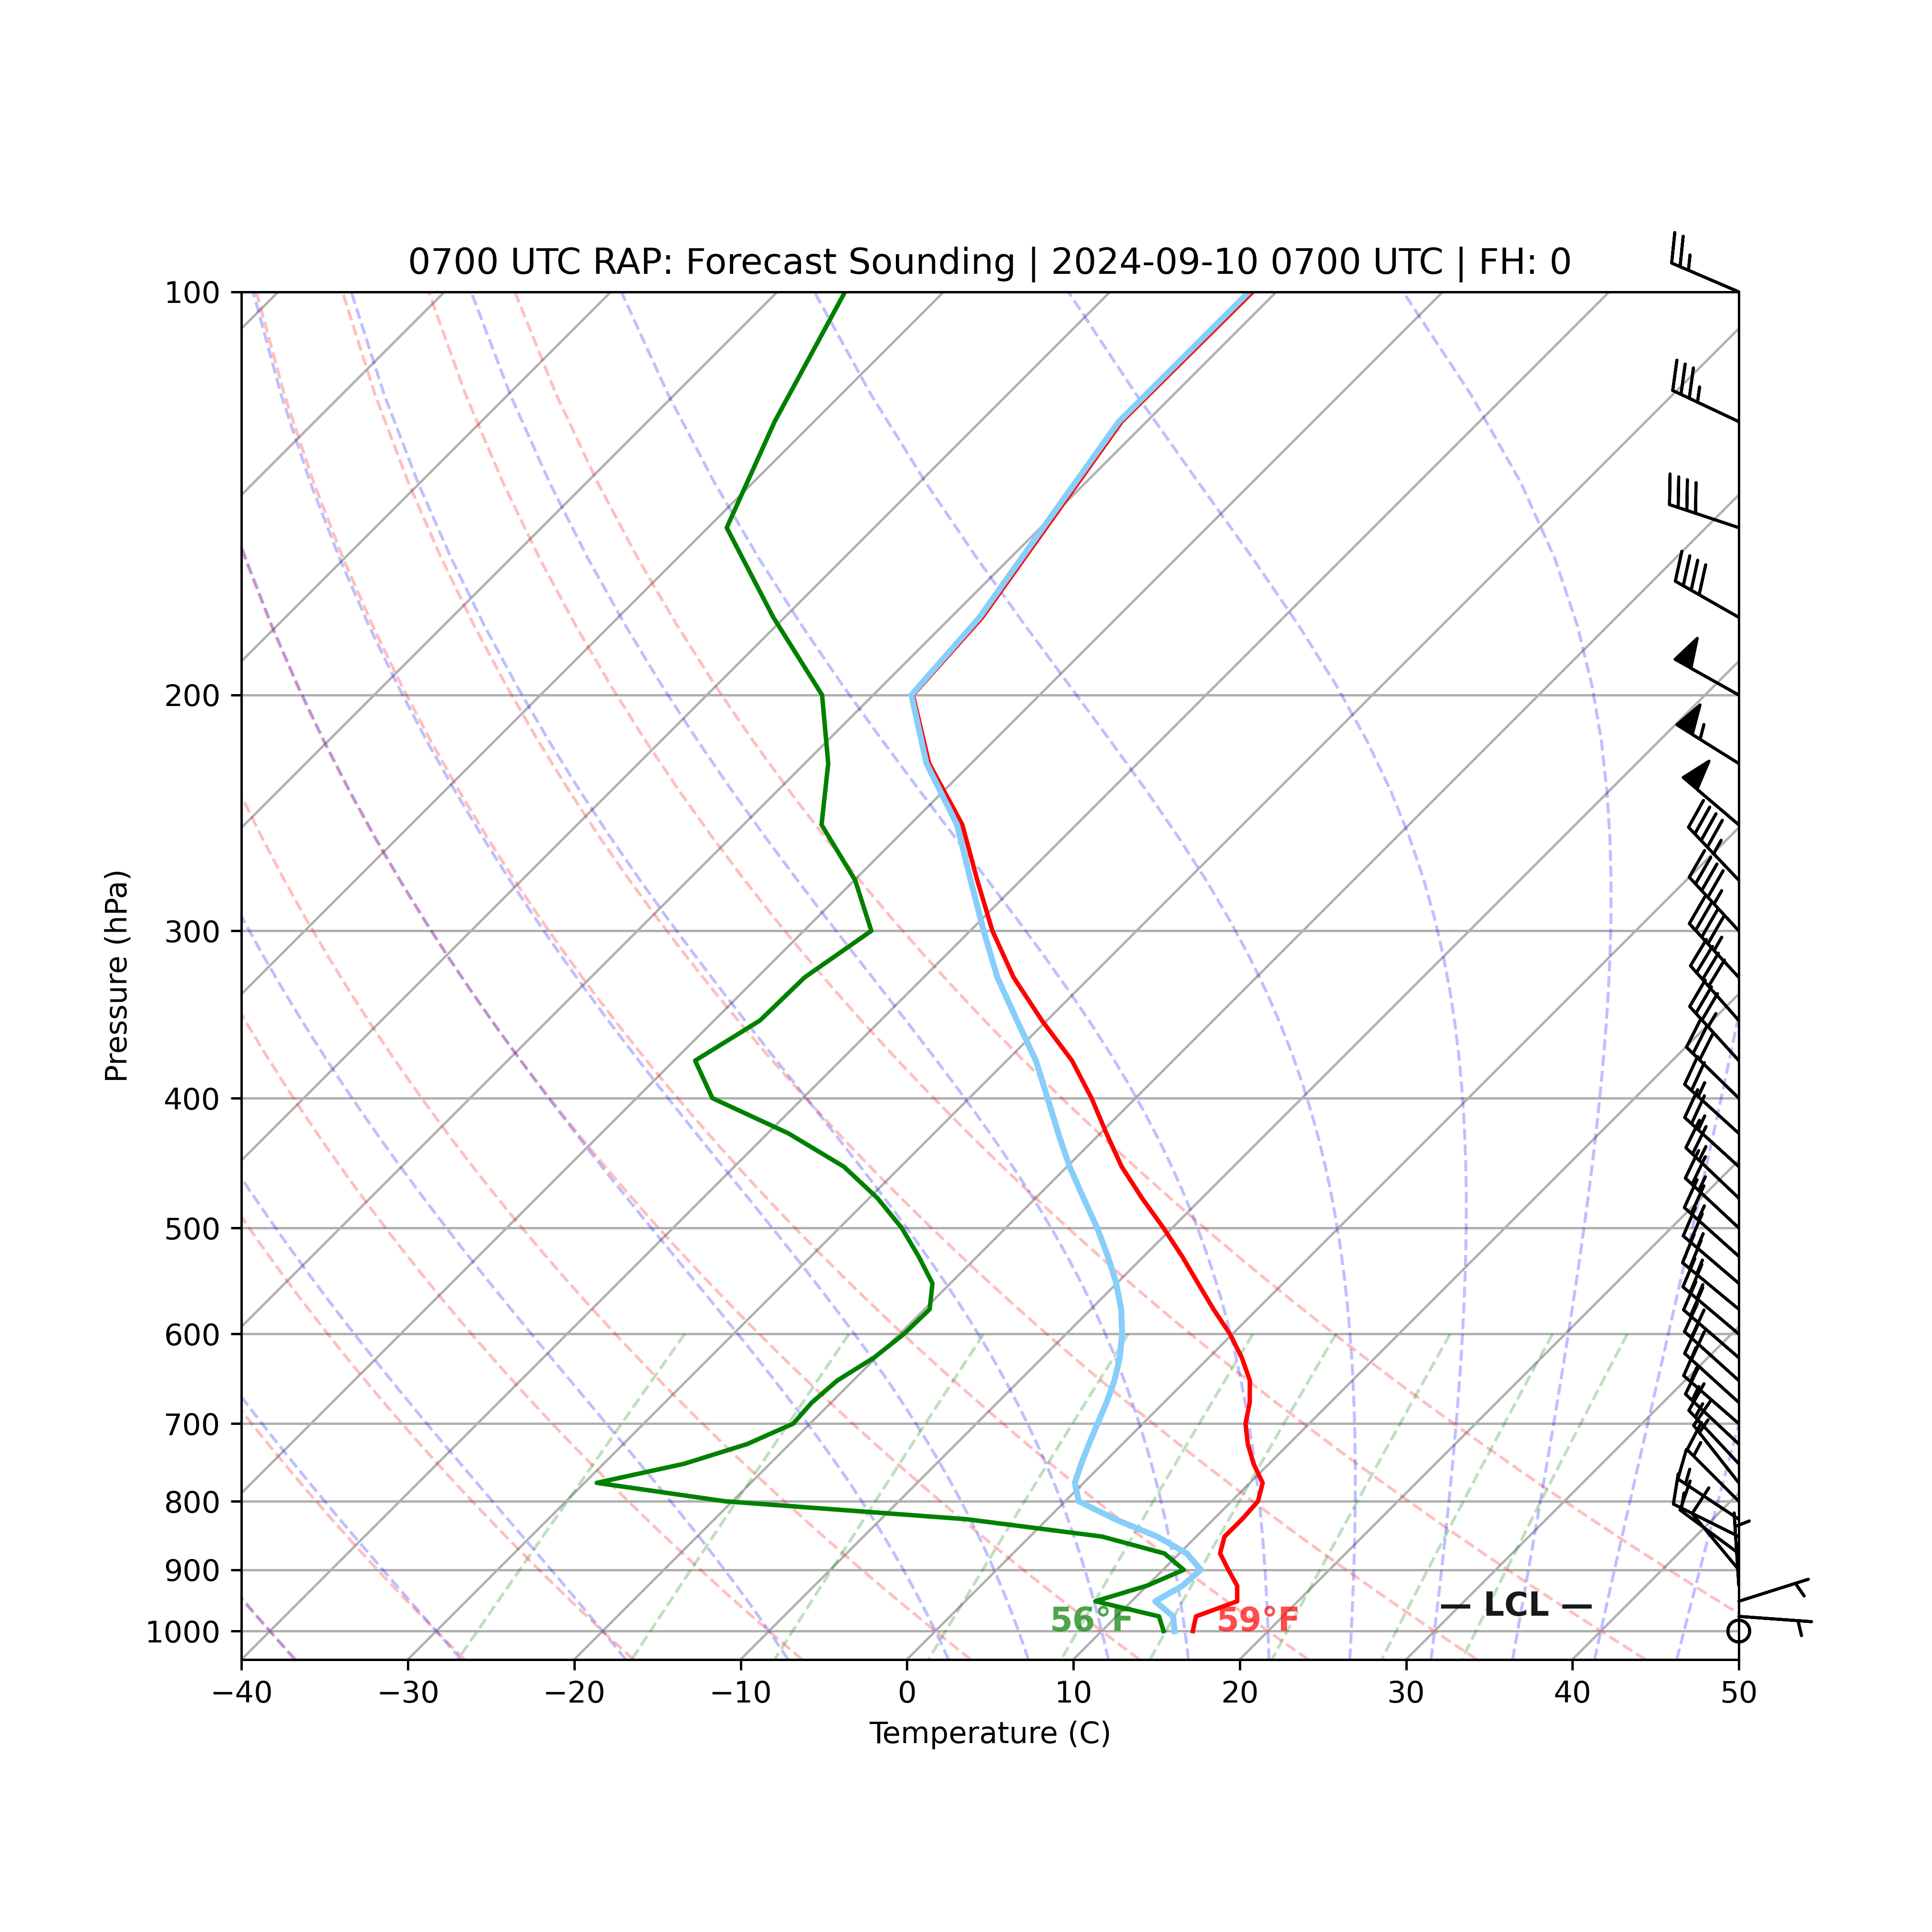 0700 UTC RAP: Forecast Sounding | 2024-09-10 0700 UTC | FH: 0
100
200
300
400
500
600
700
800
900
1000
Pressure (hPa)
56°F 59°F — LCL —
−40 −30 −20 −10 0 10 20 30 40 50
Temperature (C)